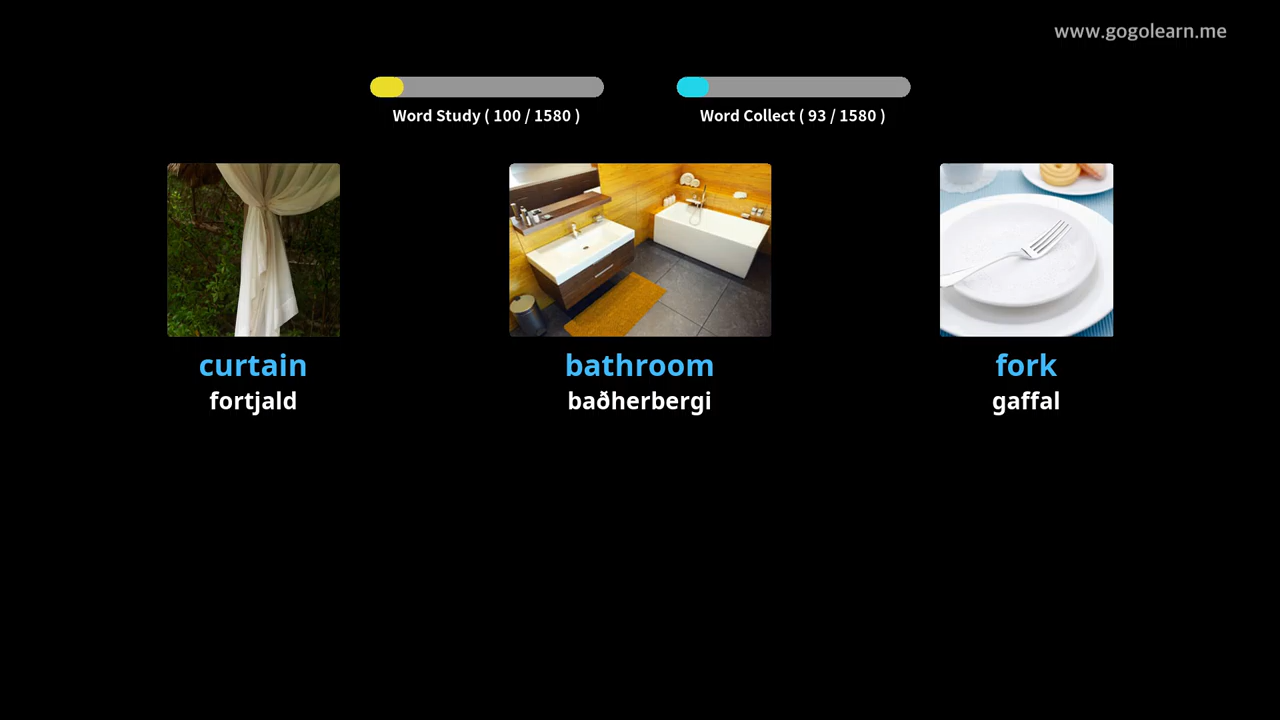 www.gogolearn.me
Word Study ( 100 / 1580 )
Word Collect ( 93 / 1580 )
curtain
fortjald
bathroom
baðherbergi
fork
gaffal